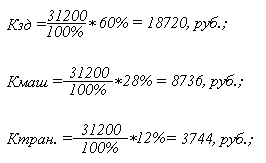 Кзд = 31200/100% * 60% = 18720, руб.;
Кмаш = 31200/100% *28% = 8736, руб.;
Ктран. = 31200/100% *12%= 3744, руб.;